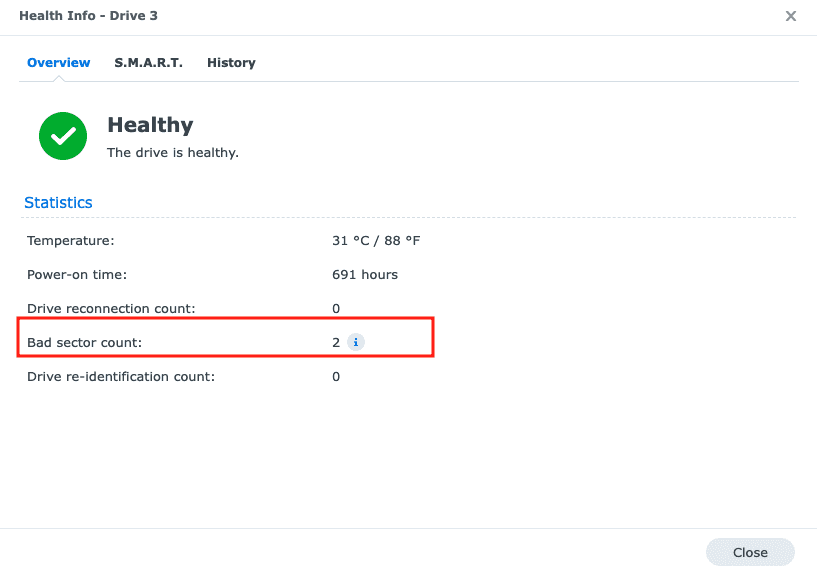 Health Info - Drive 3
Overview S.M.A.R.T. History
Healthy
The drive is healthy.
Statistics
Temperature: 31 °C / 88 °F
Power-on time: 691 hours
Drive reconnection count: 0
Bad sector count: 2
Drive re-identification count: 0
Close